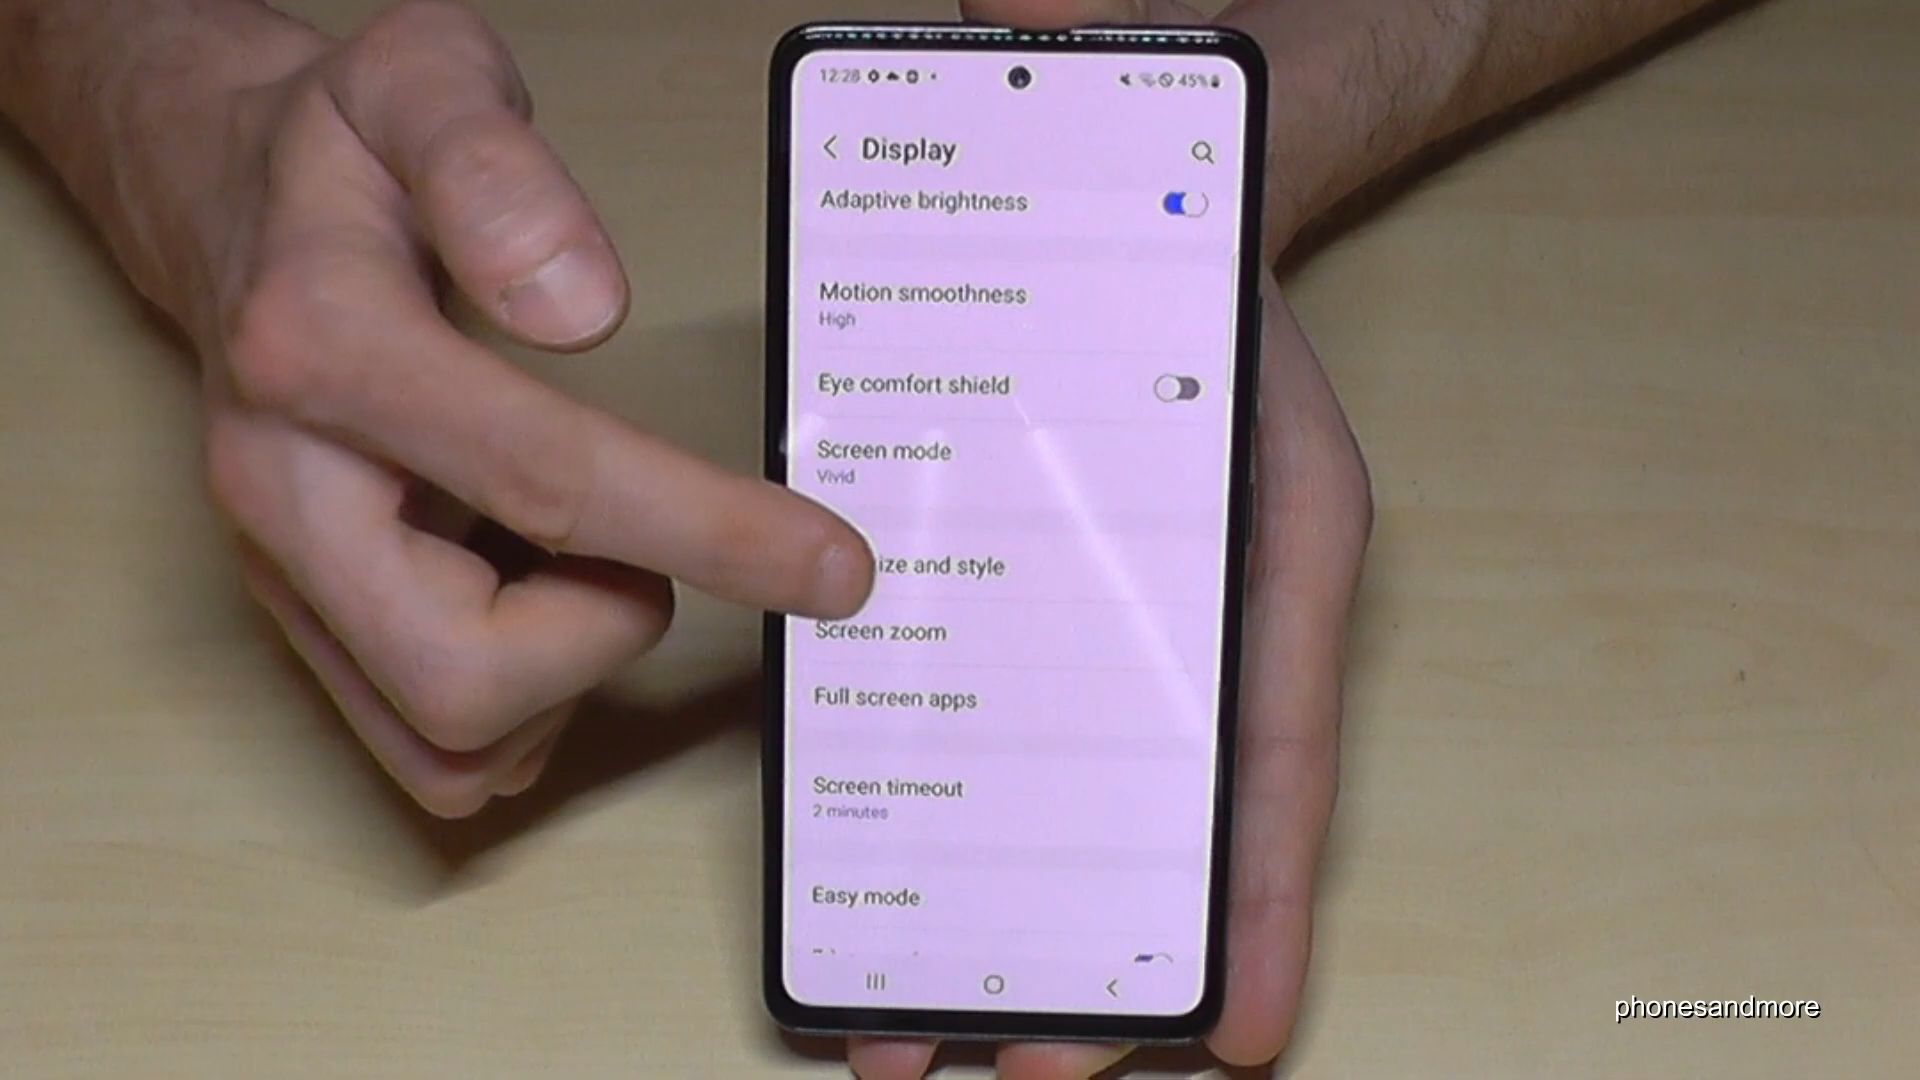 12:28
45%
Display
Adaptive brightness
Motion smoothness
High
Eye comfort shield
Screen mode
Vivid
ize and style
Screen zoom
Full screen apps
Screen timeout
2 minutes
Easy mode
phonesandmore